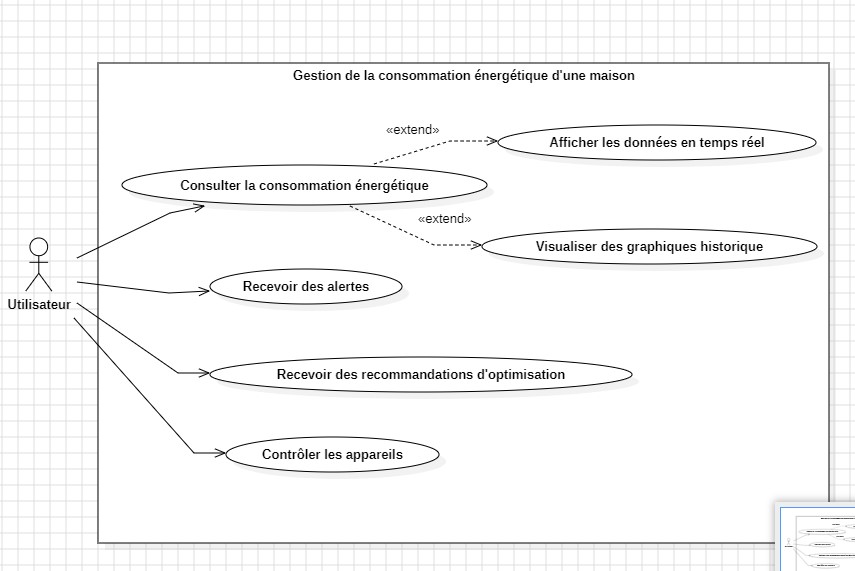 Gestion de la consommation énergétique d'une maison
«extend»
Afficher les données en temps réel
Consulter la consommation énergétique
«extend»
Visualiser des graphiques historique
Recevoir des alertes
Utilisateur
Recevoir des recommandations d'optimisation
Contrôler les appareils